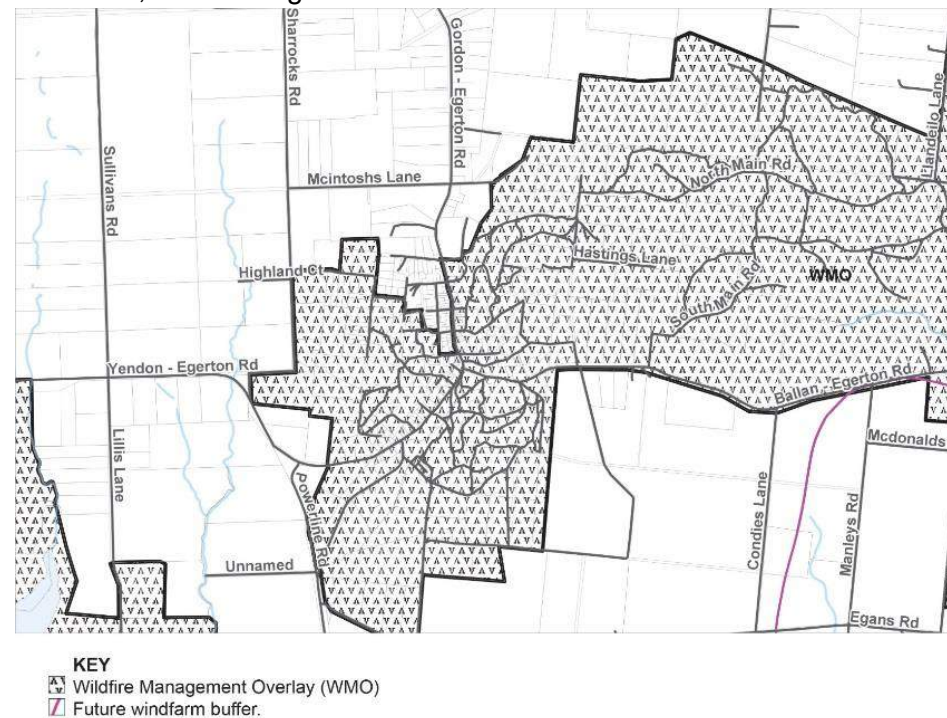 Sharrocks Rd
Gordon - Egerton Rd
Llandeilo Lane
Sullivans Rd
North Main Rd
Mcintoshs Lane
Hastings Lane
Highland Ct
WMO
South Main Rd
Yendon - Egerton Rd
Ballan - Egerton Rd
Lillis Lane
Mcdonalds
Powerline Rd
Condies Lane
Manleys Rd
Unnamed
Egans Rd
KEY
Wildfire Management Overlay (WMO)
Future windfarm buffer.